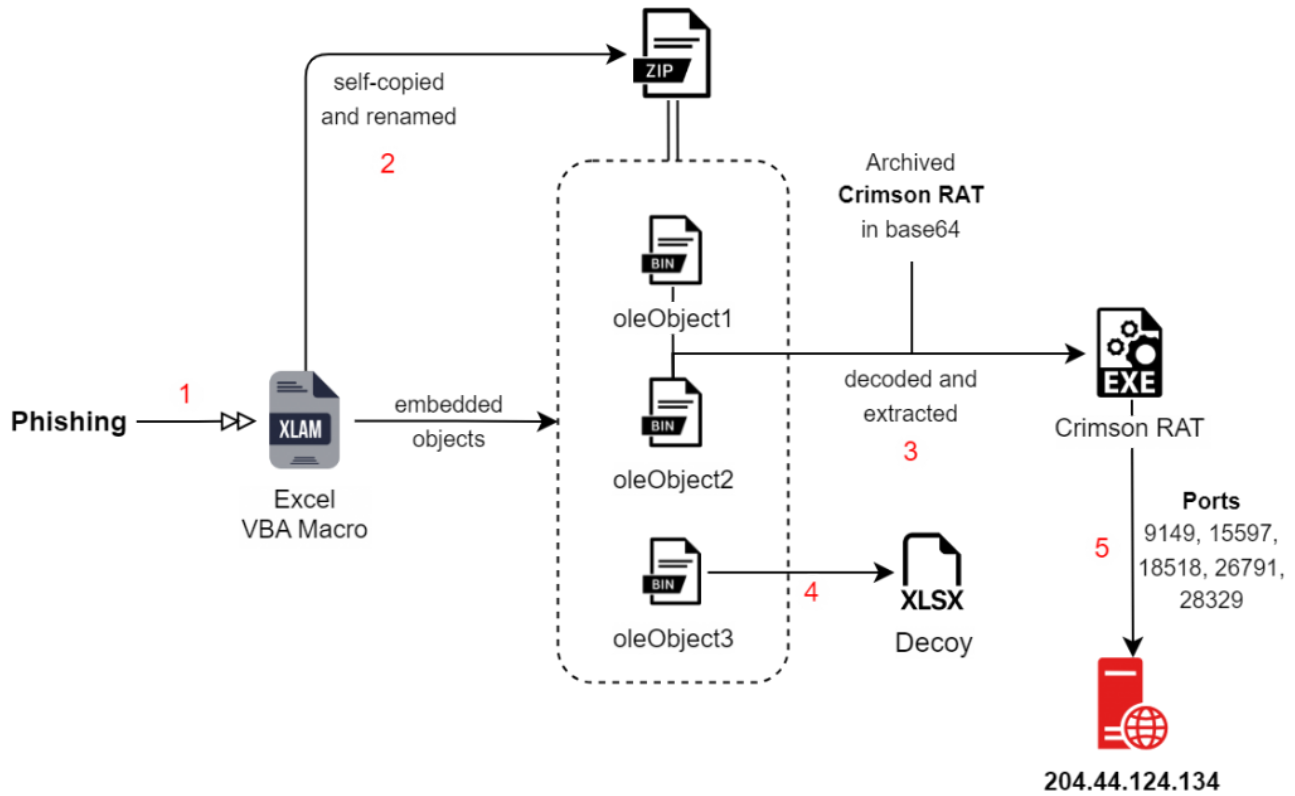 ZIP
self-copied
and renamed
2
Archived
Crimson RAT
in base64
BIN
oleObject1
1
Phishing
XLAM
embedded
objects
Excel
VBA Macro
BIN
oleObject2
decoded and
extracted
3
EXE
Crimson RAT
Ports
9149, 15597,
18518, 26791,
28329
5
BIN
oleObject3
4
XLSX
Decoy
204.44.124.134